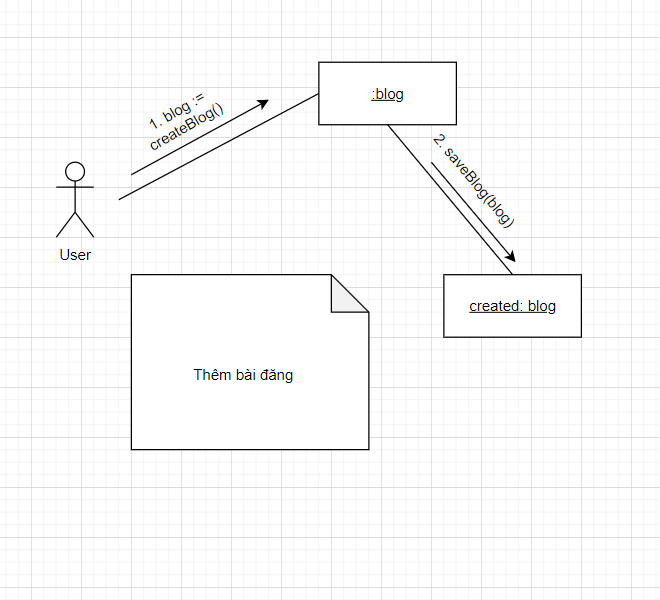 :blog
1. blog :=
createBlog()
2. saveBlog(blog)
User
created: blog
Thêm bài đăng